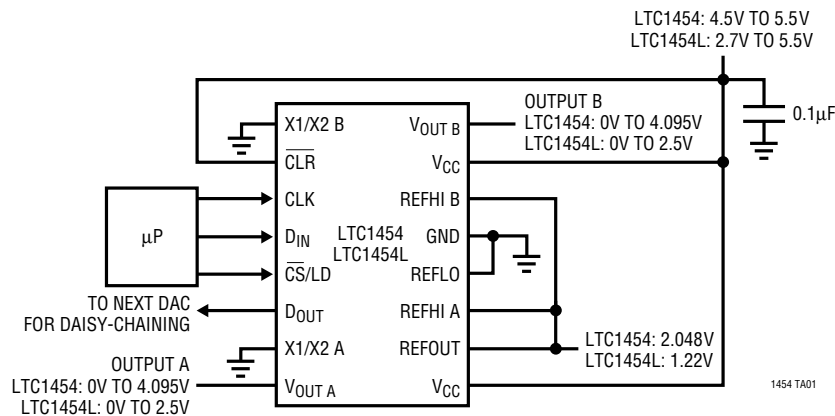 LTC1454: 4.5V TO 5.5V
LTC1454L: 2.7V TO 5.5V
0.1µF
OUTPUT B
LTC1454: 0V TO 4.095V
LTC1454L: 0V TO 2.5V
X1/X2 B
VOUT B
CLR
VCC
CLK
REFHI B
µP
DIN
LTC1454
LTC1454L
GND
CS/LD
REFLO
TO NEXT DAC
FOR DAISY-CHAINING
DOUT
REFHI A
X1/X2 A
REFOUT
LTC1454: 2.048V
LTC1454L: 1.22V
OUTPUT A
LTC1454: 0V TO 4.095V
LTC1454L: 0V TO 2.5V
VOUT A
VCC
1454 TA01